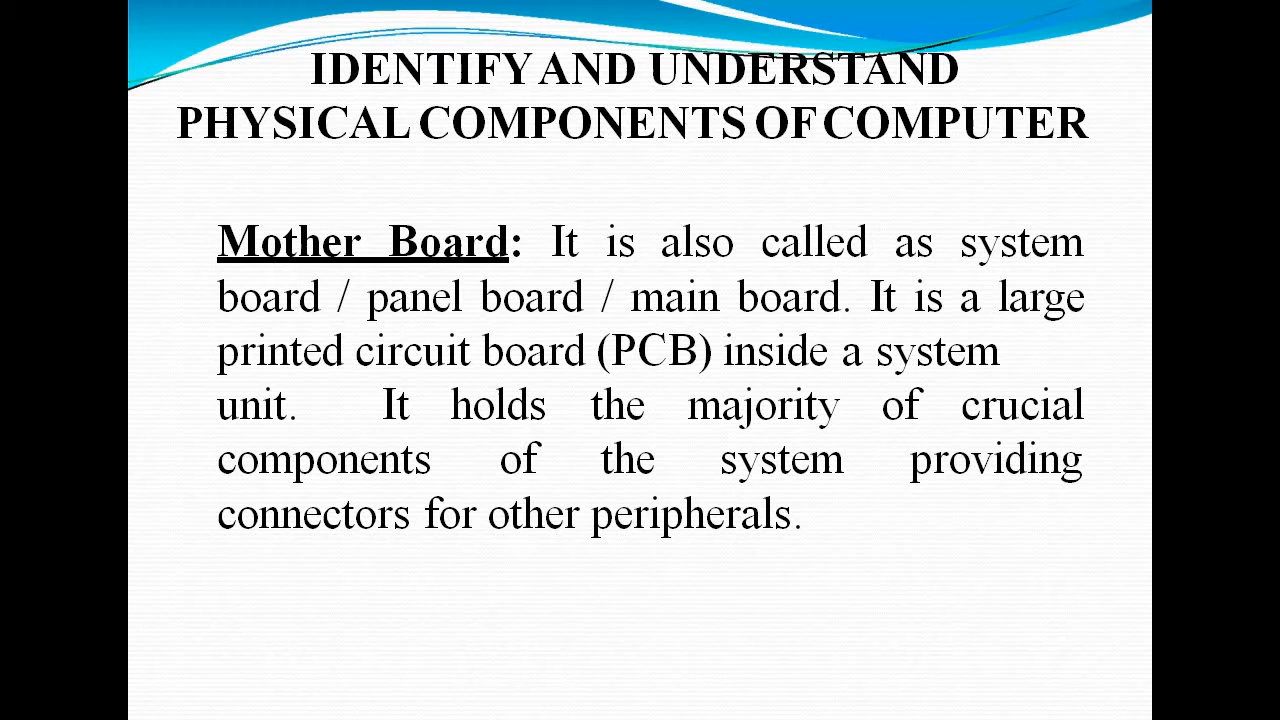 IDENTIFY AND UNDERSTAND
PHYSICAL COMPONENTS OF COMPUTER
Mother Board: It is also called as system
board / panel board / main board. It is a large
printed circuit board (PCB) inside a system
unit. It holds the majority of crucial
components of the system providing
connectors for other peripherals.